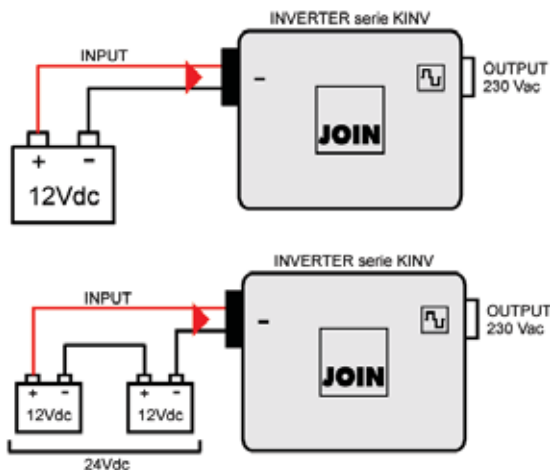 INVERTER serie KINV
INPUT
OUTPUT
230 Vac
–
JOIN
+ –
12Vdc
INVERTER serie KINV
INPUT
OUTPUT
230 Vac
–
JOIN
+ – + –
12Vdc 12Vdc
24Vdc